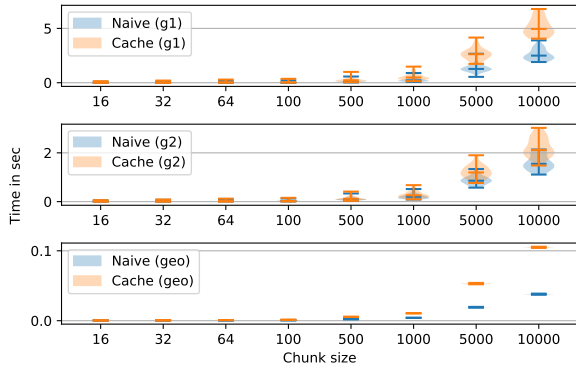 5
0
Naive (g1)
Cache (g1)
16 32 64 100 500 1000 5000 10000
Time in sec
2
0
Naive (g2)
Cache (g2)
16 32 64 100 500 1000 5000 10000
0.1
0.0
Naive (geo)
Cache (geo)
16 32 64 100 500 1000 5000 10000
Chunk size